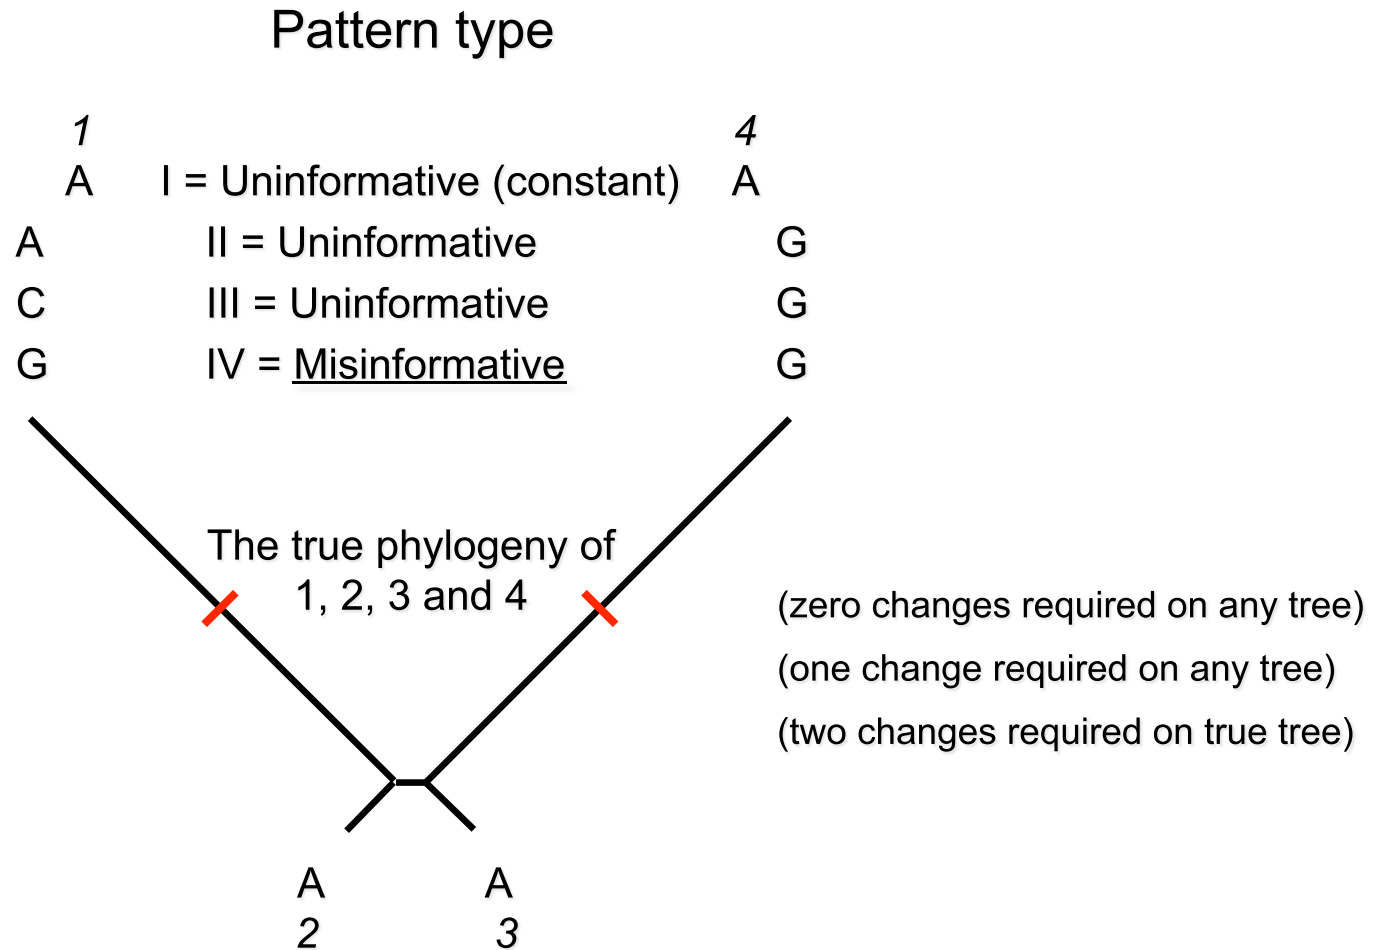 Pattern type
1 4
A I = Uninformative (constant) A
A II = Uninformative G
C III = Uninformative G
G IV = Misinformative G
The true phylogeny of
1, 2, 3 and 4
(zero changes required on any tree)
(one change required on any tree)
(two changes required on true tree)
A A
2 3